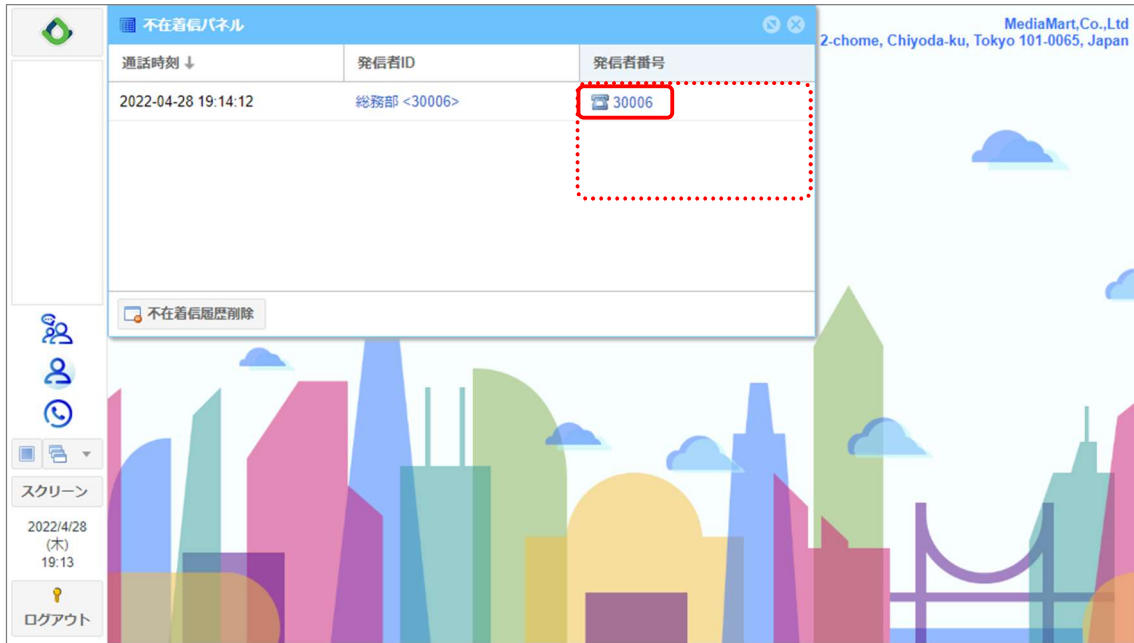 不在着信パネル
MediaMart,Co.,Ltd
2-chome, Chiyoda-ku, Tokyo 101-0065, Japan
通話時刻↓ 発信者ID 発信者番号
2022-04-28 19:14:12 総務部 <30006> 30006
不在着信履歴削除
スクリーン
2022/4/28
(木)
19:13
ログアウト